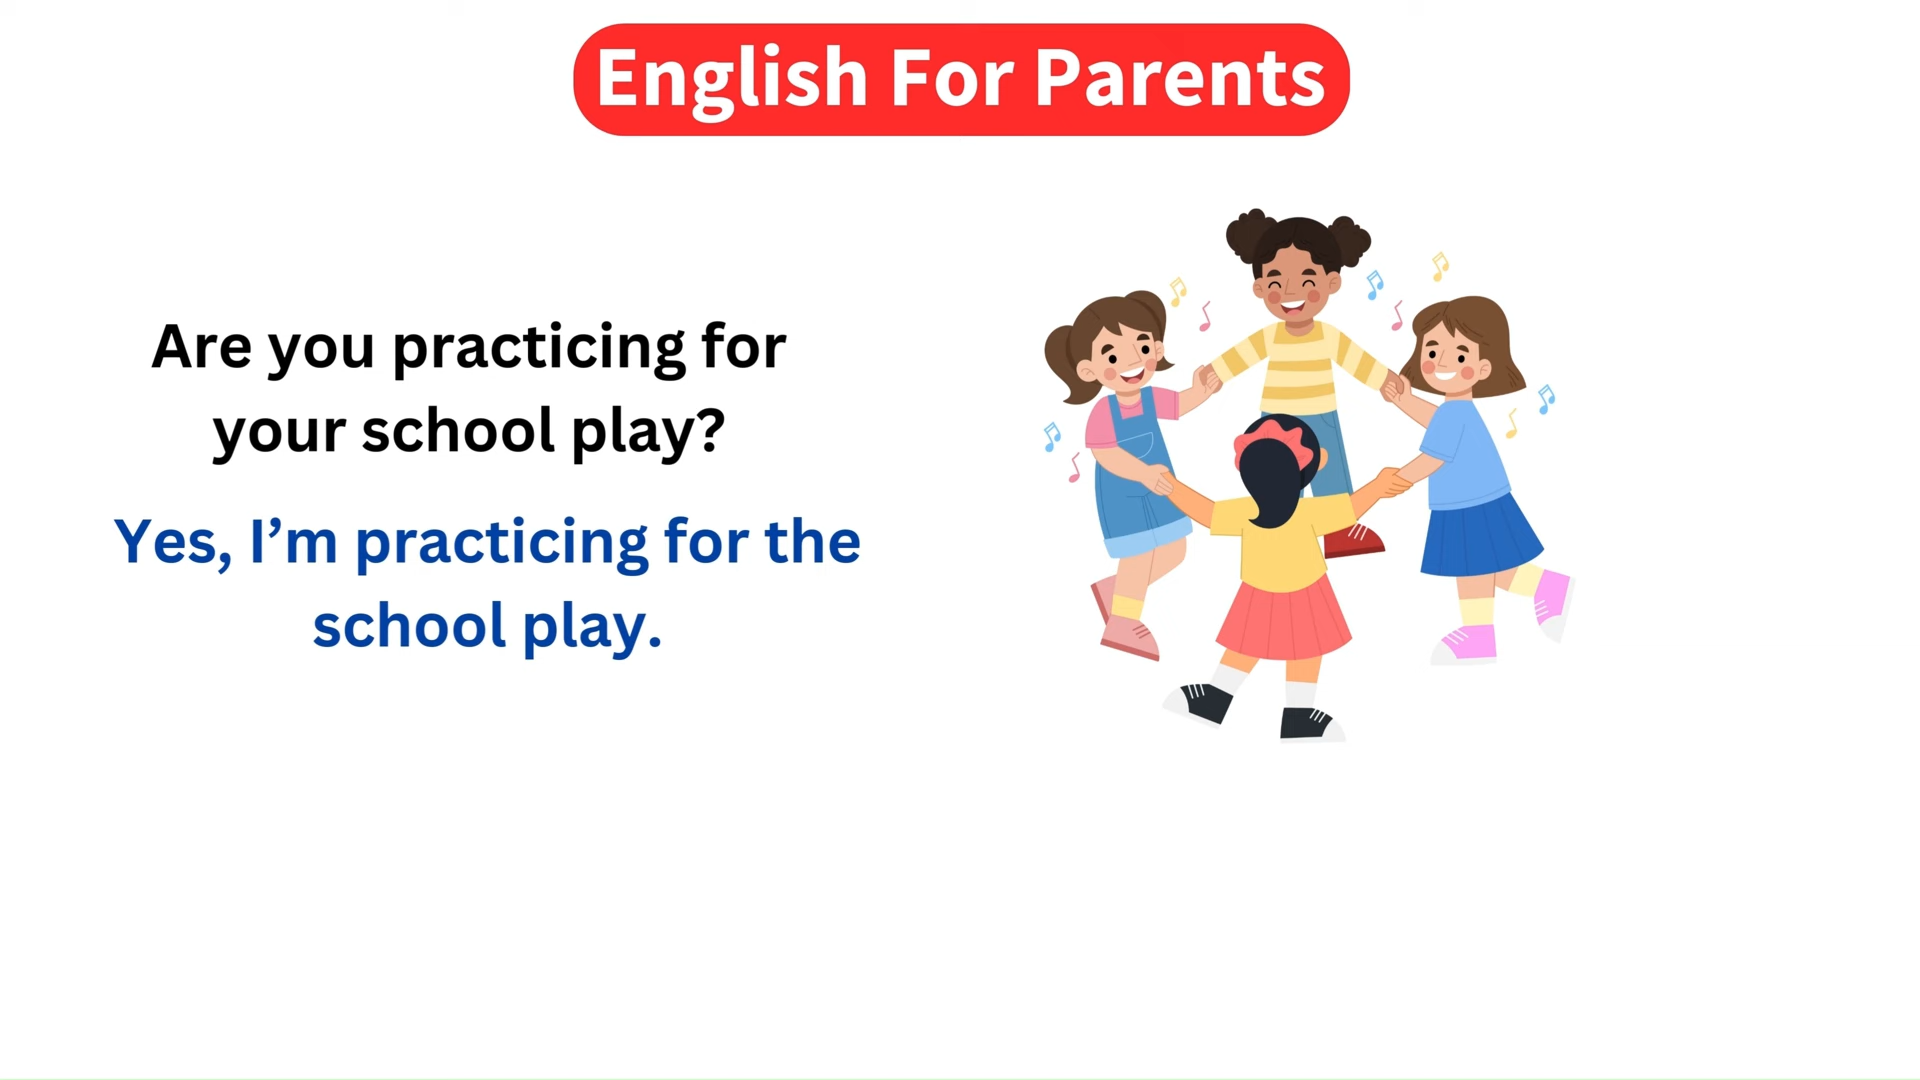 English For Parents
Are you practicing for
your school play?
Yes, I’m practicing for the
school play.